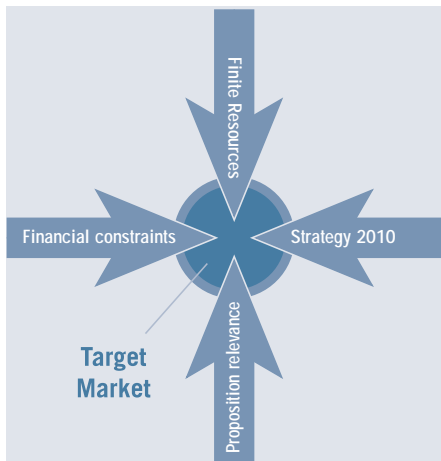 Finite Resources
Financial constraints
Strategy 2010
Proposition relevance
Target
Market